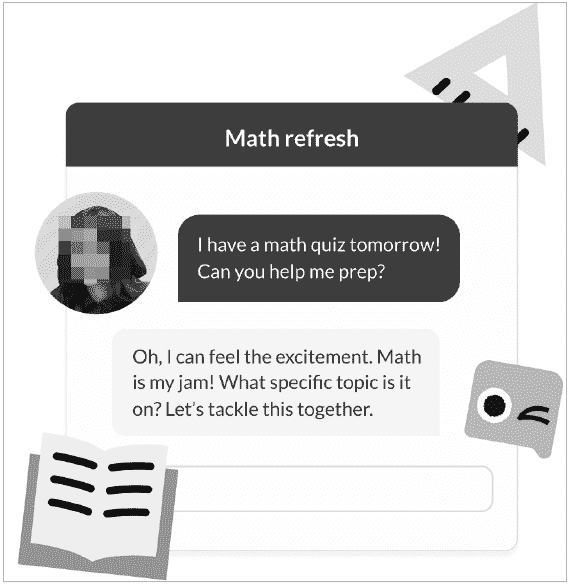 Math refresh
I have a math quiz tomorrow!
Can you help me prep?
Oh, I can feel the excitement. Math
is my jam! What specific topic is it
on? Let’s tackle this together.